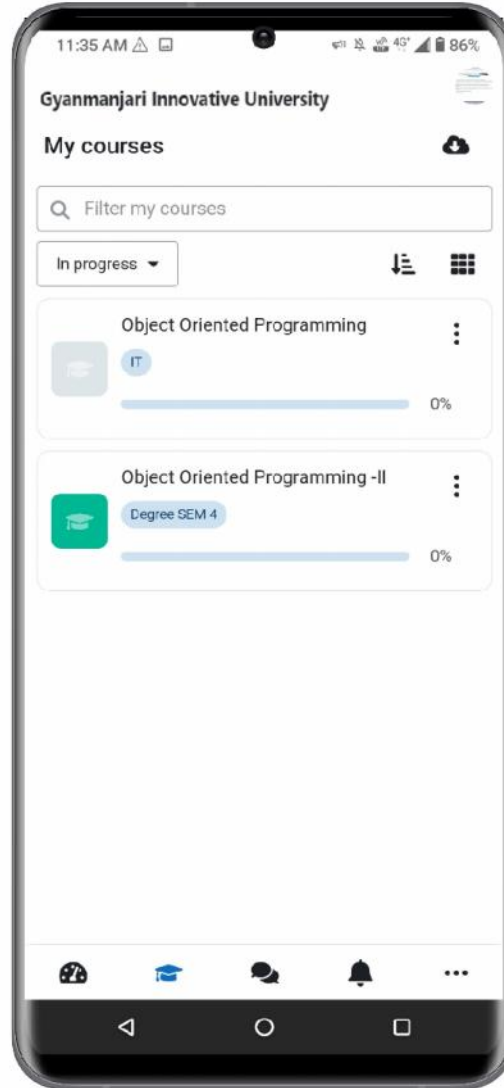 11:35 AM 4G+ 86%
Gyanmanjari Innovative University
My courses
Filter my courses
In progress
Object Oriented Programming
IT
0%
Object Oriented Programming -II
Degree SEM 4
0%